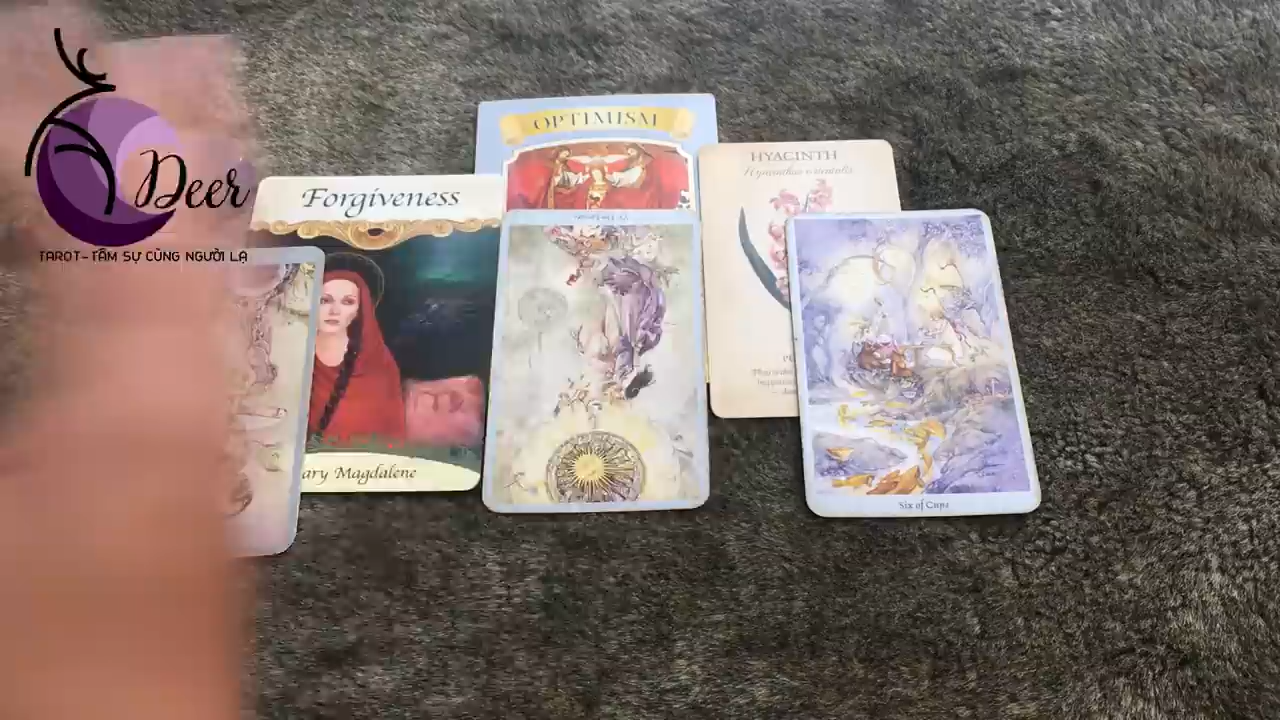 Deer
TAROT-TÂM SỰ CÙNG NGƯỜI LẠ
OPTIMISM
HYACINTH
Forgiveness
ary Magdalene
Six of Cups